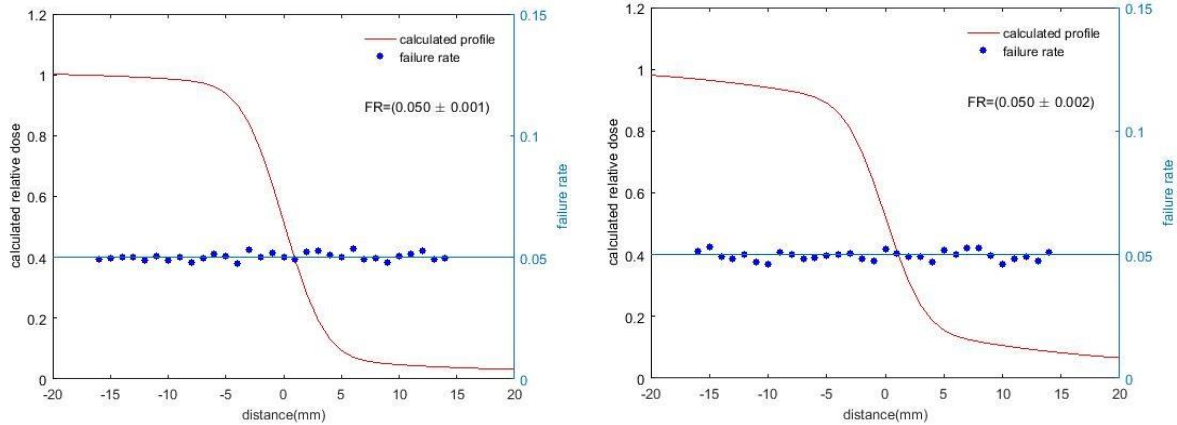 1.2
1
0.8
0.6
0.4
0.2
0
calculated relative dose
calculated profile
failure rate
FR=(0.050 ± 0.001)
0.15
0.1
0.05
0
failure rate
-20 -15 -10 -5 0 5 10 15 20
distance(mm)
1.2
1
0.8
0.6
0.4
0.2
0
calculated relative dose
calculated profile
failure rate
FR=(0.050 ± 0.002)
0.15
0.1
0.05
0
failure rate
-20 -15 -10 -5 0 5 10 15 20
distance(mm)